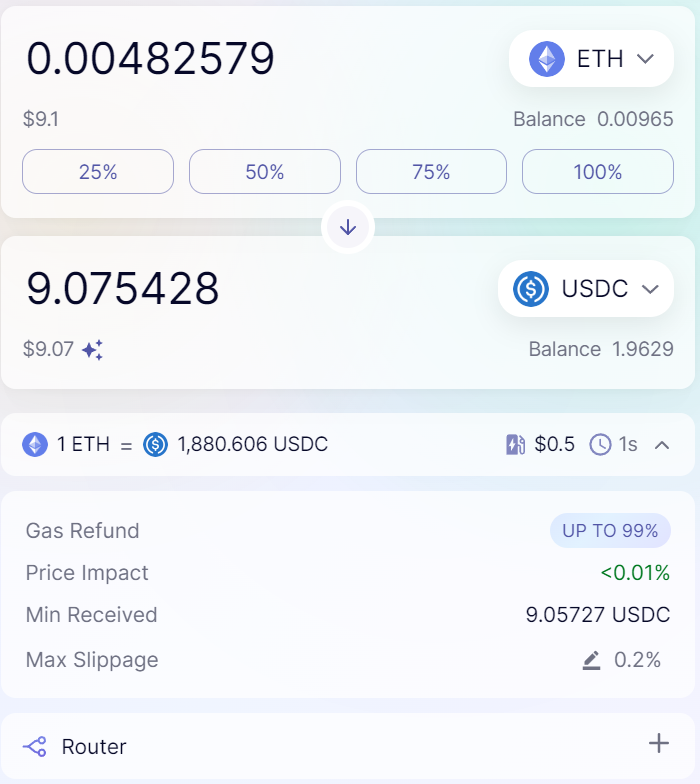 0.00482579 ETH
$9.1 Balance 0.00965
25% 50% 75% 100%
9.075428 USDC
$9.07 Balance 1.9629
1 ETH = 1,880.606 USDC $0.5 1s
Gas Refund UP TO 99%
Price Impact <0.01%
Min Received 9.05727 USDC
Max Slippage 0.2%
Router